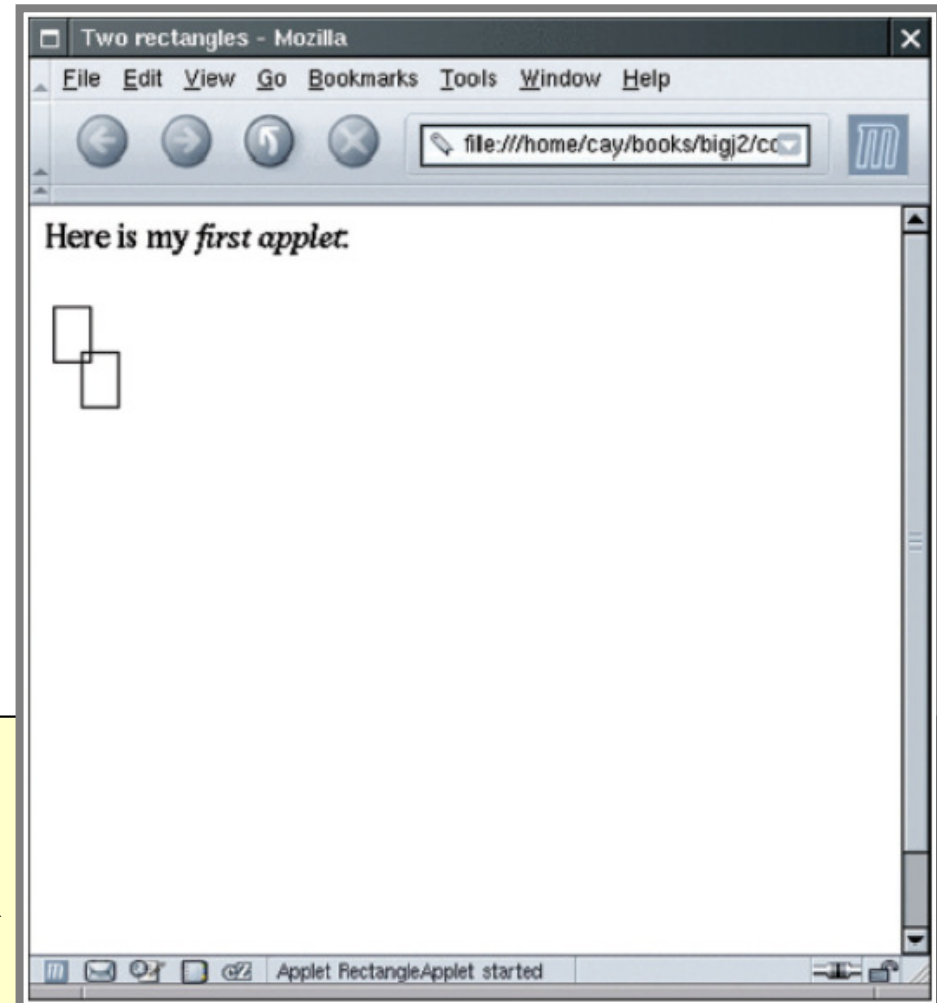 Two rectangles - Mozilla
File Edit View Go Bookmarks Tools Window Help
file:///home/cay/books/bigj2/cc
Here is my first applet:
Applet RectangleApplet started